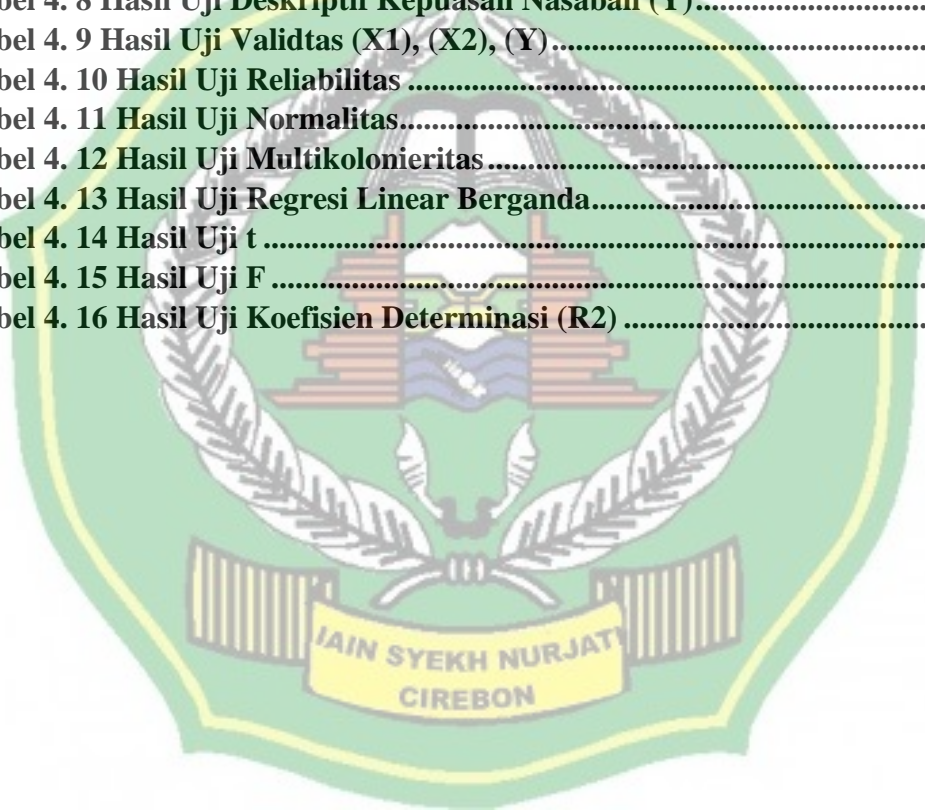 bel 4. 8 Hasil Uji Deskriptif Kepuasan Nasabah (Y)..............................
bel 4. 9 Hasil Uji Validtas (X1), (X2), (Y)..................................................
bel 4. 10 Hasil Uji Reliabilitas ......................................................................
bel 4. 11 Hasil Uji Normalitas.......................................................................
bel 4. 12 Hasil Uji Multikolonieritas..........................................................
bel 4. 13 Hasil Uji Regresi Linear Berganda............................................
bel 4. 14 Hasil Uji t ........................................................................................
bel 4. 15 Hasil Uji F .......................................................................................
bel 4. 16 Hasil Uji Koefisien Determinasi (R2) ........................................
IAIN SYEKH NURJATI
CIREBON